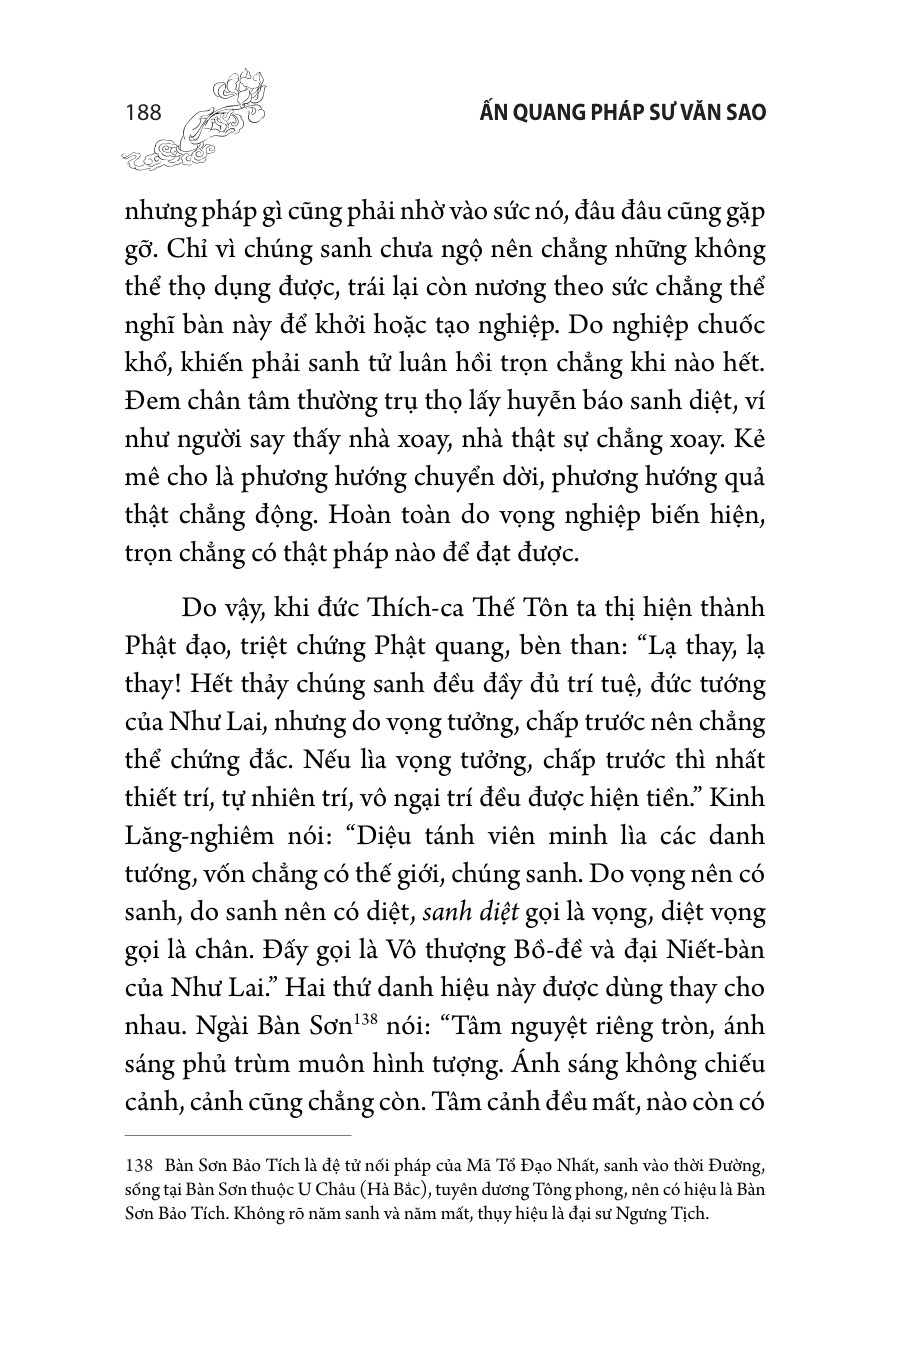 188
ẤN QUANG PHÁP SƯ VĂN SAO
nhưng pháp gì cũng phải nhờ vào sức nó, đâu đâu cũng gặp
gỡ. Chỉ vì chúng sanh chưa ngộ nên chẳng những không
thể thọ dụng được, trái lại còn nương theo sức chẳng thể
nghĩ bàn này để khởi hoặc tạo nghiệp. Do nghiệp chuốc
khổ, khiến phải sanh tử luân hồi trọn chẳng khi nào hết.
Đem chân tâm thường trụ thọ lấy huyễn báo sanh diệt, ví
như người say thấy nhà xoay, nhà thật sự chẳng xoay. Kẻ
mê cho là phương hướng chuyển dời, phương hướng quả
thật chẳng động. Hoàn toàn do vọng nghiệp biến hiện,
trọn chẳng có thật pháp nào để đạt được.
Do vậy, khi đức Thích-ca Thế Tôn ta thị hiện thành
Phật đạo, triệt chứng Phật quang, bèn than: “Lạ thay, lạ
thay! Hết thảy chúng sanh đều đầy đủ trí tuệ, đức tướng
của Như Lai, nhưng do vọng tưởng, chấp trước nên chẳng
thể chứng đắc. Nếu lìa vọng tưởng, chấp trước thì nhất
thiết trí, tự nhiên trí, vô ngại trí đều được hiện tiền.” Kinh
Lăng-nghiêm nói: “Diệu tánh viên minh lìa các danh
tướng, vốn chẳng có thế giới, chúng sanh. Do vọng nên có
sanh, do sanh nên có diệt, sanh diệt gọi là vọng, diệt vọng
gọi là chân. Đấy gọi là Vô thượng Bồ-đề và đại Niết-bàn
của Như Lai.” Hai thứ danh hiệu này được dùng thay cho
nhau. Ngài Bàn Sơn138 nói: “Tâm nguyệt riêng tròn, ánh
sáng phủ trùm muôn hình tượng. Ánh sáng không chiếu
cảnh, cảnh cũng chẳng còn. Tâm cảnh đều mất, nào còn có
138 Bàn Sơn Bảo Tích là đệ tử nối pháp của Mã Tổ Đạo Nhất, sanh vào thời Đường,
sống tại Bàn Sơn thuộc U Châu (Hà Bắc), tuyên dương Tông phong, nên có hiệu là Bàn
Sơn Bảo Tích. Không rõ năm sanh và năm mất, thụy hiệu là đại sư Ngưng Tịch.